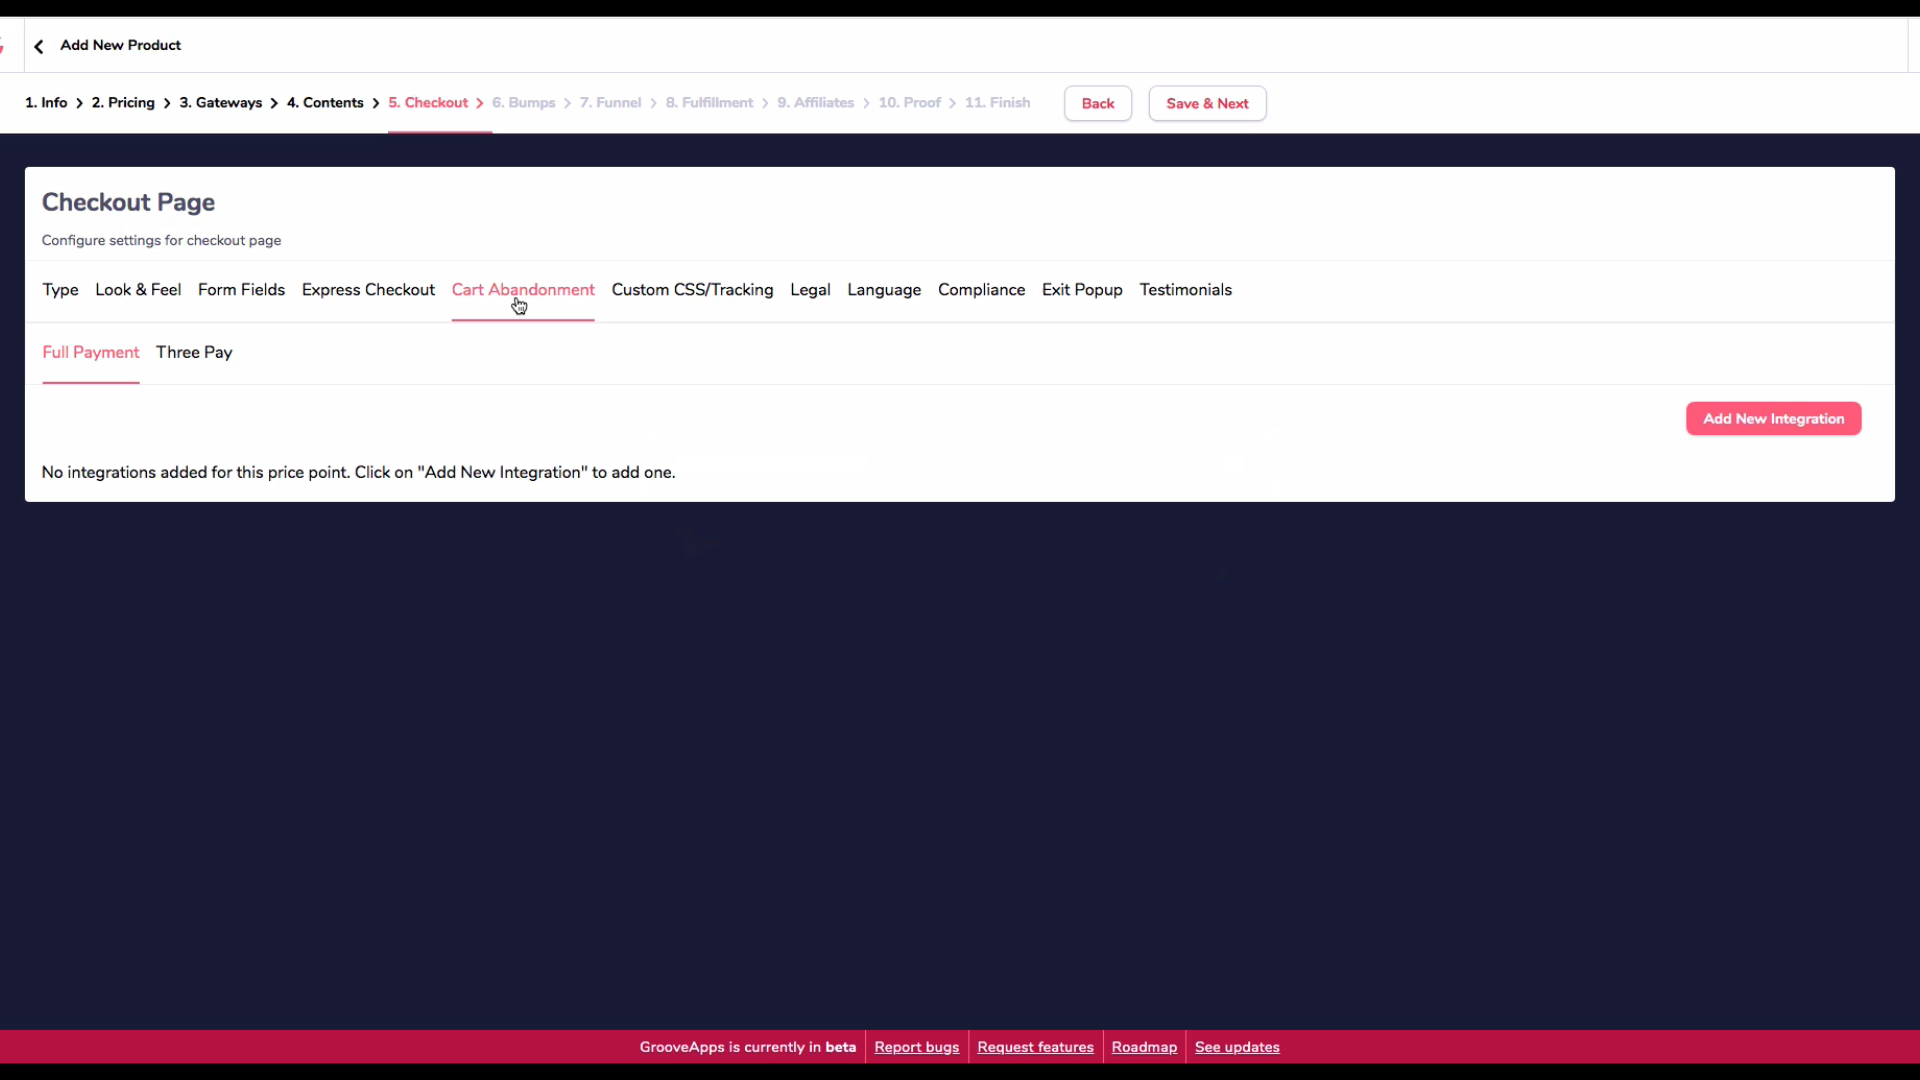 Add New Product
1. Info > 2. Pricing > 3. Gateways > 4. Contents > 5. Checkout > 6. Bumps > 7. Funnel > 8. Fulfillment > 9. Affiliates > 10. Proof > 11. Finish Back Save & Next
Checkout Page
Configure settings for checkout page
Type Look & Feel Form Fields Express Checkout Cart Abandonment Custom CSS/Tracking Legal Language Compliance Exit Popup Testimonials
Full Payment Three Pay
Add New Integration
No integrations added for this price point. Click on "Add New Integration" to add one.
GrooveApps is currently in beta Report bugs Request features Roadmap See updates